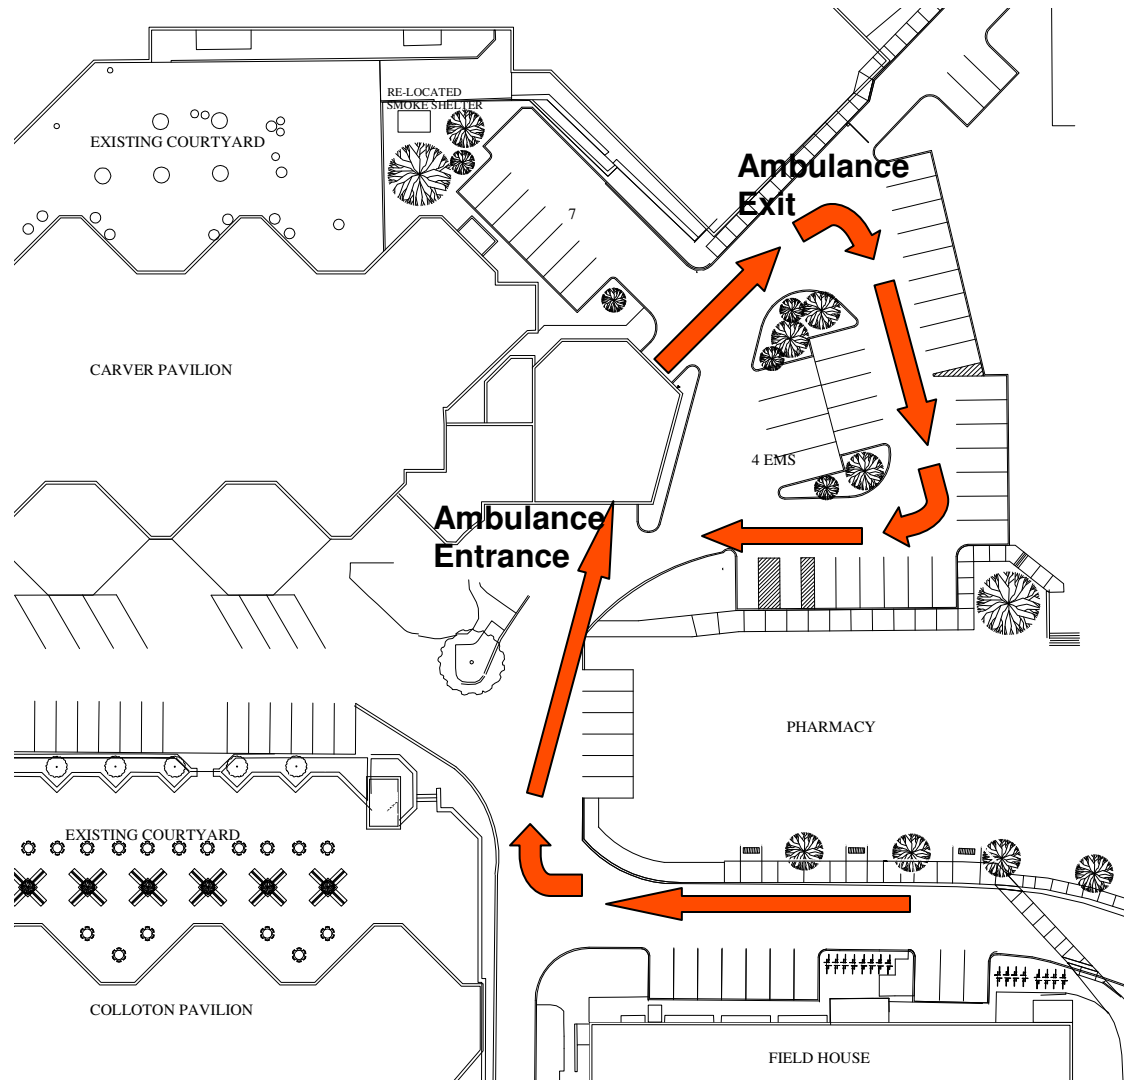 RE-LOCATED
SMOKE SHELTER
EXISTING COURTYARD
Ambulance
Exit
7
CARVER PAVILION
4 EMS
Ambulance
Entrance
PHARMACY
EXISTING COURTYARD
COLLOTON PAVILION
FIELD HOUSE